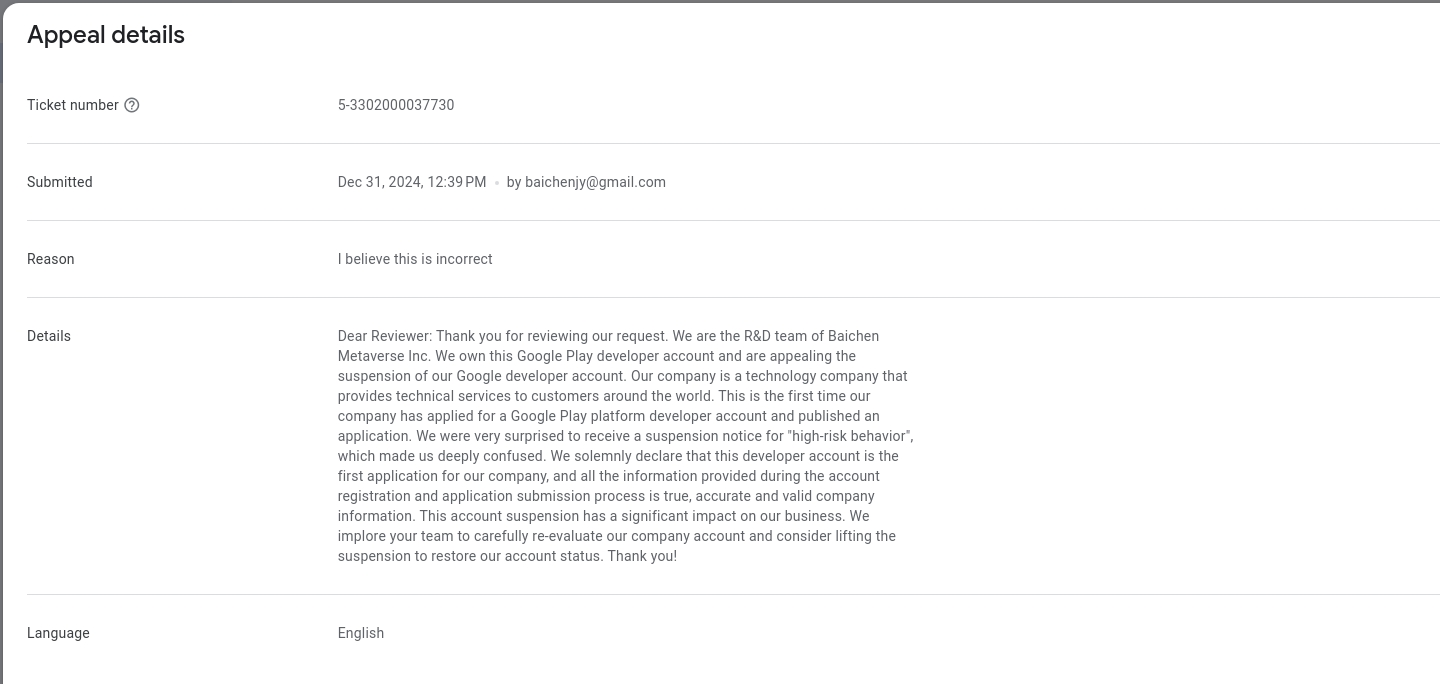 Appeal details
Ticket number
5-3302000037730
Submitted
Dec 31, 2024, 12:39 PM • by baichenjy@gmail.com
Reason
I believe this is incorrect
Details
Dear Reviewer: Thank you for reviewing our request. We are the R&D team of Baichen
Metaverse Inc. We own this Google Play developer account and are appealing the
suspension of our Google developer account. Our company is a technology company that
provides technical services to customers around the world. This is the first time our
company has applied for a Google Play platform developer account and published an
application. We were very surprised to receive a suspension notice for "high-risk behavior",
which made us deeply confused. We solemnly declare that this developer account is the
first application for our company, and all the information provided during the account
registration and application submission process is true, accurate and valid company
information. This account suspension has a significant impact on our business. We
implore your team to carefully re-evaluate our company account and consider lifting the
suspension to restore our account status. Thank you!
Language
English